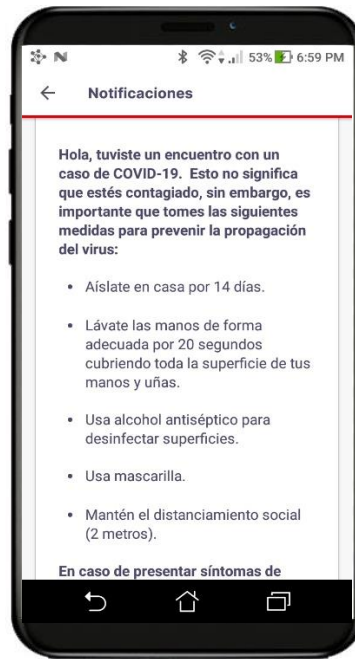 53% 6:59 PM
Notificaciones
Hola, tuviste un encuentro con un
caso de COVID-19. Esto no significa
que estés contagiado, sin embargo, es
importante que tomes las siguientes
medidas para prevenir la propagación
del virus:
• Aíslate en casa por 14 días.
• Lávate las manos de forma
adecuada por 20 segundos
cubriendo toda la superficie de tus
manos y uñas.
• Usa alcohol antiséptico para
desinfectar superficies.
• Usa mascarilla.
• Mantén el distanciamiento social
(2 metros).
En caso de presentar síntomas de